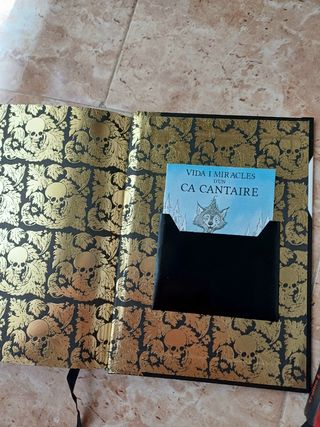 VIDA I MIRACLES
D'UN
CA CANTAIRE